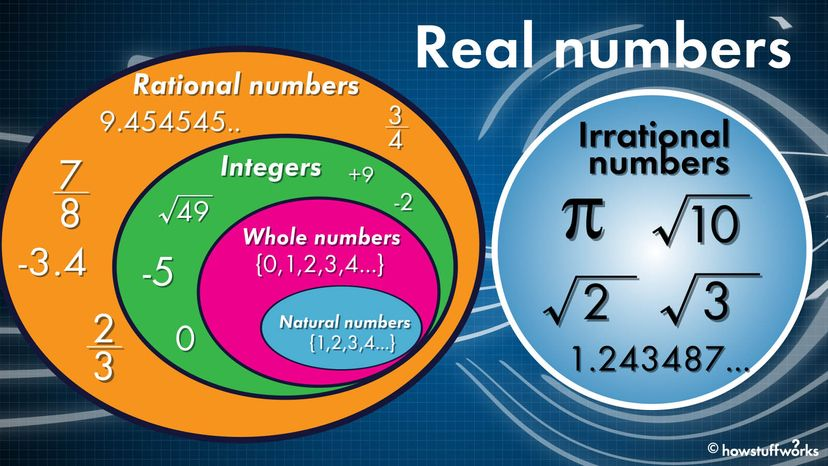 Real numbers
Rational numbers
9.454545..
3/4
7/8
-3.4
2/3
Integers
+9
√49
-2
-5
0
Whole numbers
{0,1,2,3,4...}
Natural numbers
{1,2,3,4...}
Irrational
numbers
π
√10
√2
√3
1.243487...
© howstuffworks